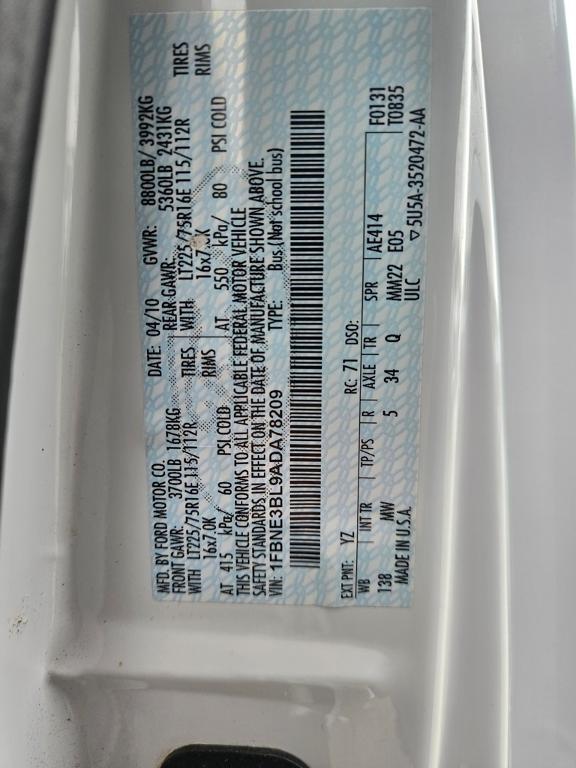 MFD. BY FORD MOTOR CO. DATE: 04/10 GVWR: 8800LB/ 3992KG
FRONT GAWR: 3700LB 1678KG REAR GAWR: 5360LB 2431KG
WITH LT225/75R16E 115/112R TIRES WITH LT225/75R16E 115/112R TIRES
16x7.0K RIMS RIMS
AT 415 kPa/ 60 PSI COLD AT 550 kPa/ 80 PSI COLD
THIS VEHICLE CONFORMS TO ALL APPLICABLE FEDERAL MOTOR VEHICLE
SAFETY STANDARDS IN EFFECT ON THE DATE OF MANUFACTURE SHOWN ABOVE.
VIN: 1FBNE3BL9ADA78209 TYPE: Bus (Not school bus)
EXT PNT: YZ RC: 71 DSO: F0131
WB INT TR TP/PS R AXLE TR SPR AE414 T0835
138 MW 5 34 Q MM22 E05
MADE IN U.S.A. ULC ▽5U5A-3520472-AA